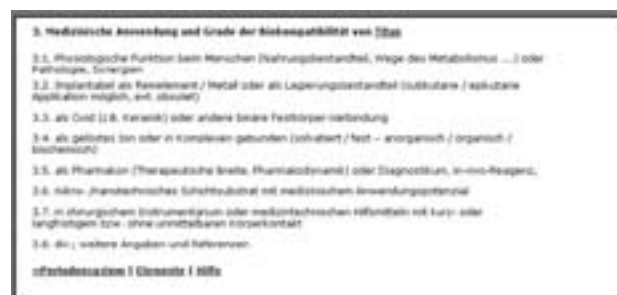 3. Medizinische Anwendung und Grade der Biokompatibilität von Titan
3.1. Physiologische Funktion beim Menschen (Nahrungsbestandteil, Wege des Metabolismus ...) oder
Pathologie, Synergien
3.2. Implantabel als Reinelement / Metall oder als Legierungsbestandteil (subkutane / epikutane
Applikation möglich, evt. obsolet)
3.3. als Oxid (z.B. Keramik) oder andere binäre Festkörper-Verbindung
3.4. als gelöstes Ion oder in Komplexen gebunden (solvatiert / fest - anorganisch / organisch /
biochemisch)
3.5. als Pharmakon (Therapeutische Breite, Pharmakodynamik) oder Diagnostikum, in-vivo-Reagenz,
3.6. mikro- /nanotechnisches Schichtsubstrat mit medizinischem Anwendungspotenzial
3.7. in chirurgischem Instrumentarium oder medizintechnischen Hilfsmitteln mit kurz- oder
langfristigem bzw. ohne unmittelbaren Körperkontakt
3.8. div.; weitere Angaben und Referenzen
»Periodensystem | Elemente | Hilfe